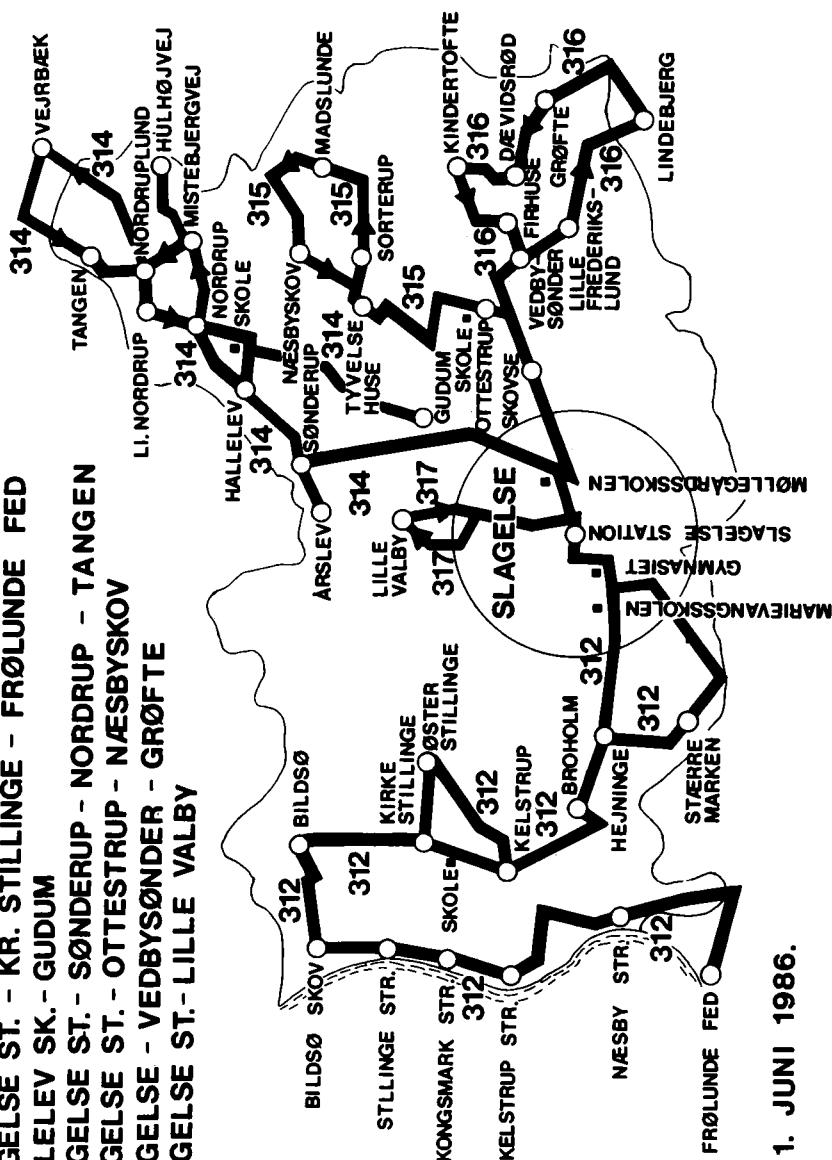 GELSE ST. - KR. STILLINGE - FRØLUNDE FED
LELEV SK. - GUDUM
GELSE ST. - SØNDERUP - NORDRUP - TANGEN
GELSE ST. - OTTESTRUP - NÆSBYSKOV
GELSE - VEDBYSØNDER - GRØFTE
GELSE ST. - LILLE VALBY
BILDSØ SKOV
STLLINGE STR.
KONGSMARK STR.
KELSTRUP STR.
NÆSBY STR.
FRØLUNDE FED
312
312
312
312
BILDSØ
KIRKE
STILLINGE
ØSTER
STILLINGE
SKOLE
312
KELSTRUP
312
BROHOLM
HEJNINGE
312
312
STÆRRE
MARKEN
MARIEVANGSSKOLEN
GYMNASIET
SLAGELSE STATION
MØLLEGÅRDSSKOLEN
SLAGELSE
317
317
LILLE
VALBY
ÅRSLEV
314
SØNDERUP
314
HALLELEV
314
LI. NORDRUP
NORDRUP
SKOLE
TANGEN
314
VEJRBÆK
314
NORDRUPLUND
HULHØJVEJ
MISTEBJERGVEJ
NÆSBYSKOV
314
TYVELSE
HUSE
GUDUM
SKOLE
OTTESTRUP
SKOVSE
315
315
315
MADSLUNDE
SORTERUP
KINDERTOFTE
316
DÆVIDSRØD
FIRHUSE
GRØFTE
316
316
316
VEDBY-
SØNDER
LILLE
FREDERIKS-
LUND
LINDEBJERG
1. JUNI 1986.